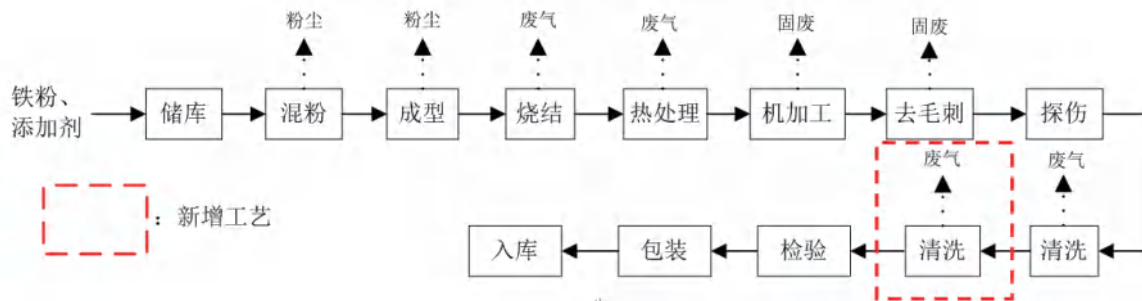 粉尘
粉尘
废气
废气
固废
固废
铁粉、
添加剂
储库
混粉
成型
烧结
热处理
机加工
去毛刺
探伤
废气
废气
：新增工艺
入库
包装
检验
清洗
清洗